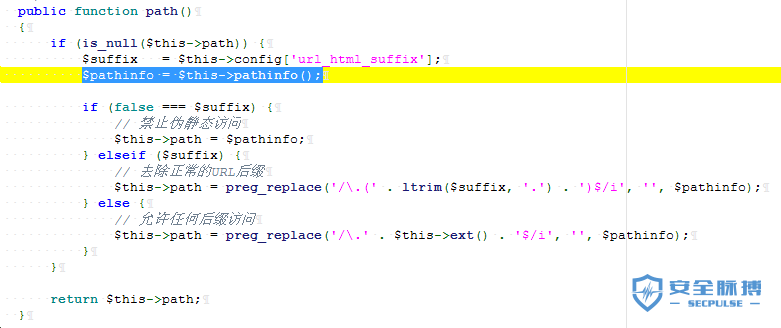 public function path()
{
if (is_null($this->path)) {
$suffix   = $this->config['url_html_suffix'];
$pathinfo = $this->pathinfo();
if (false === $suffix) {
// 禁止伪静态访问
$this->path = $pathinfo;
} elseif ($suffix) {
// 去除正常的URL后缀
$this->path = preg_replace('/\.(' . ltrim($suffix, '.') . ')$/i', '', $pathinfo);
} else {
// 允许任何后缀访问
$this->path = preg_replace('/\.' . $this->ext() . '$/i', '', $pathinfo);
}
}
return $this->path;
}
安全脉搏
SECPULSE